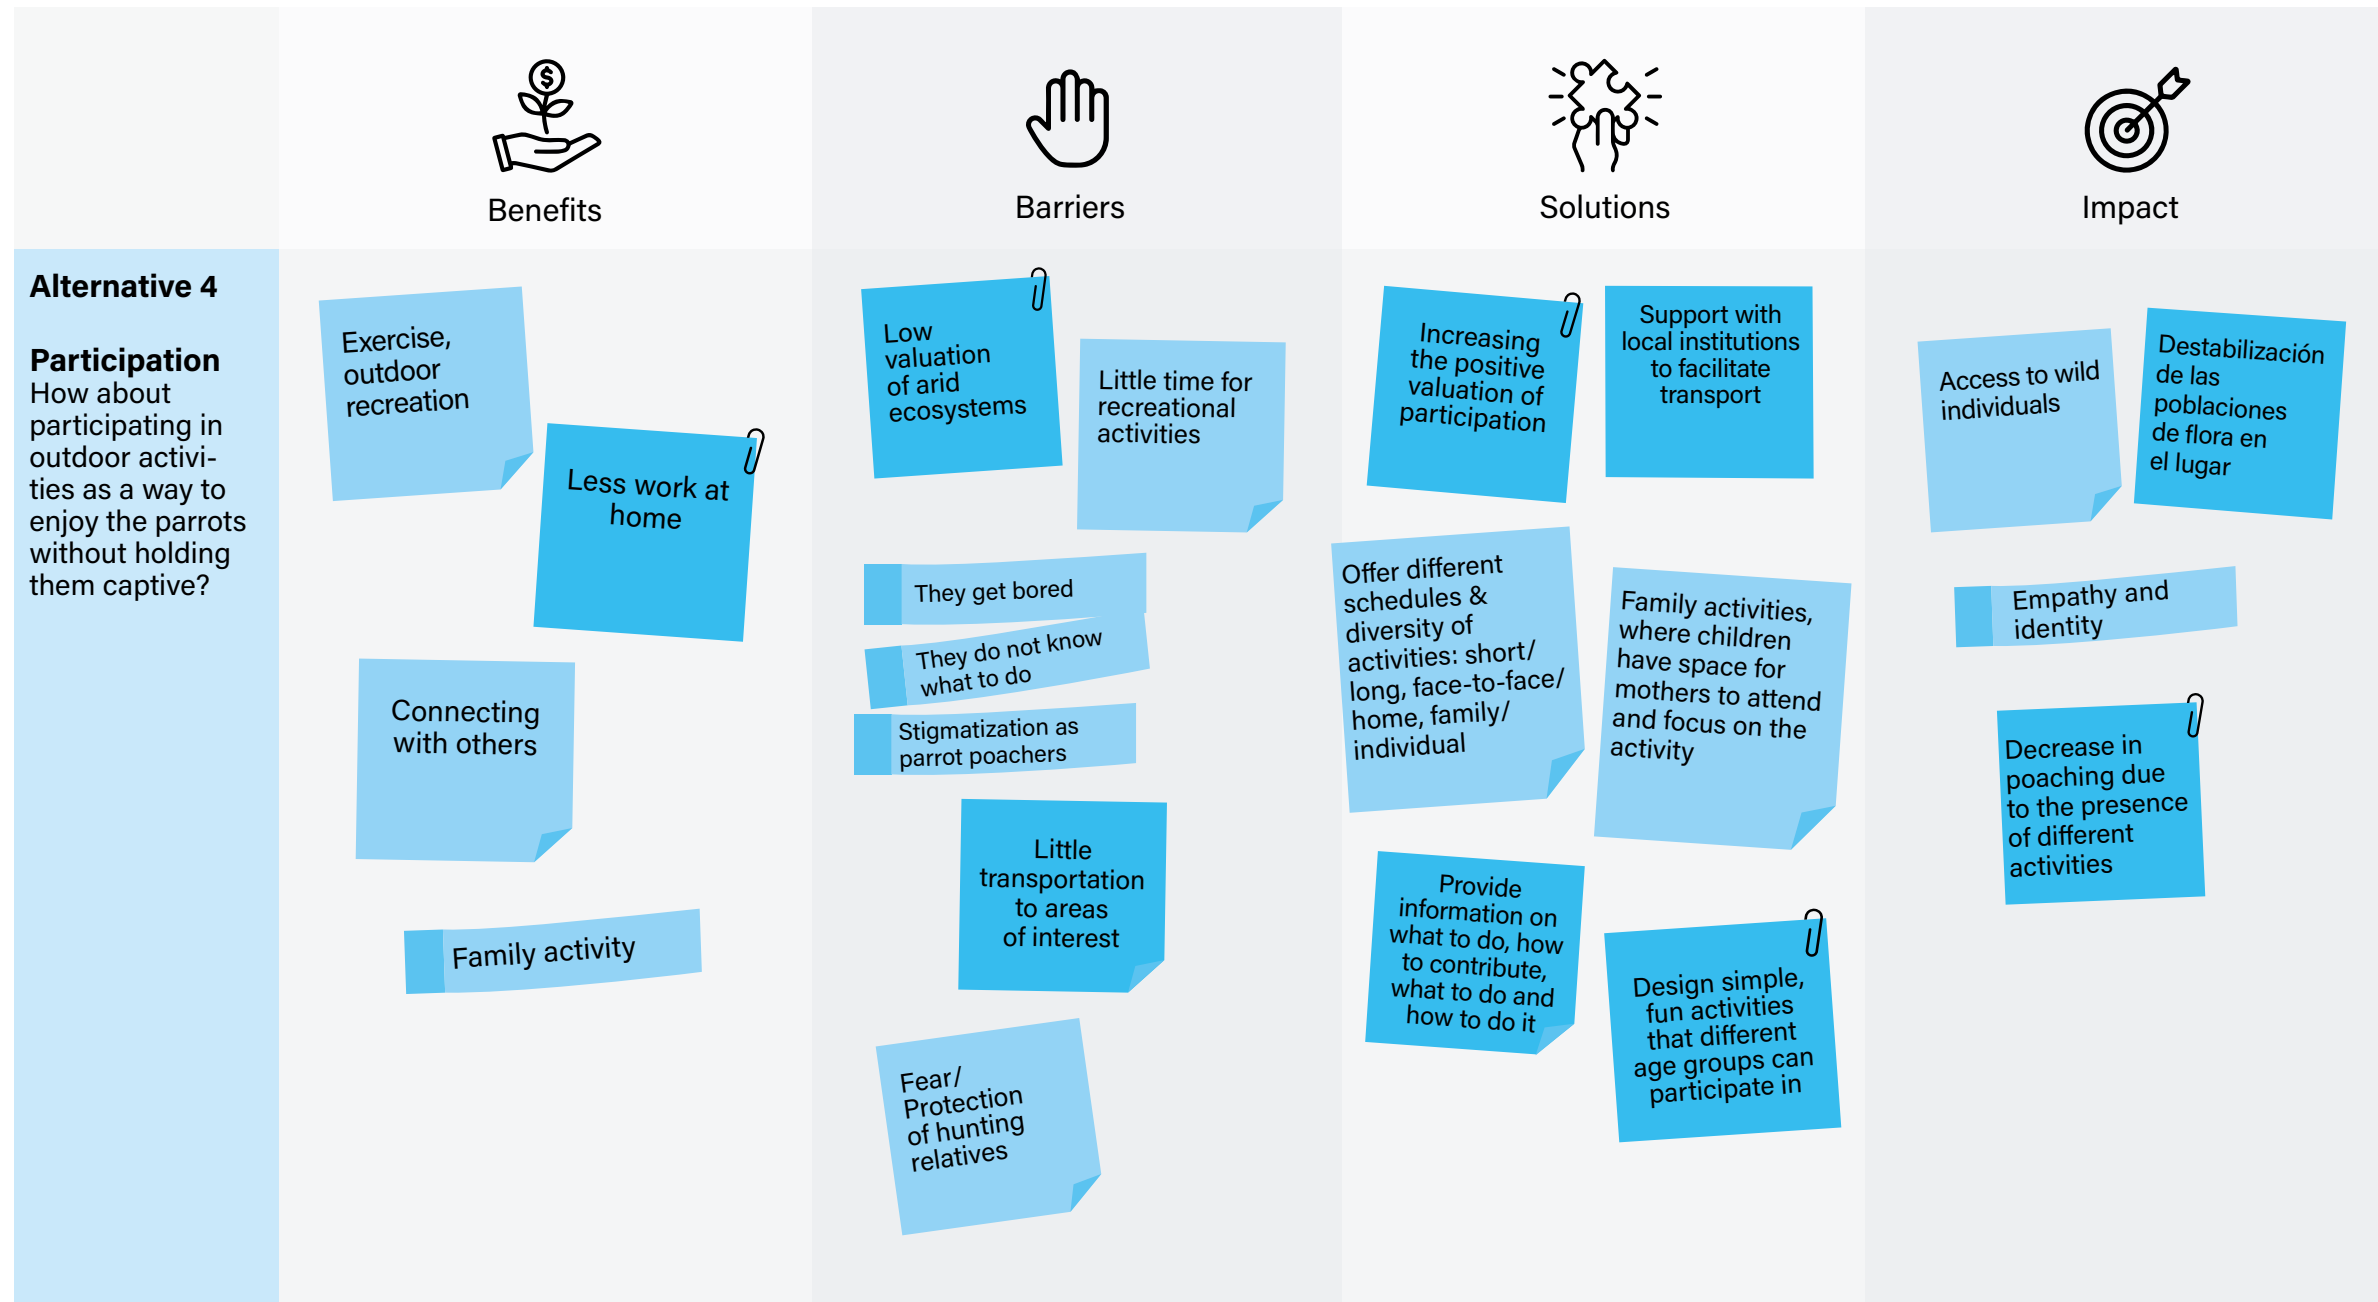 Benefits
Barriers
Solutions
Impact
Alternative 4
Participation
How about
participating in
outdoor activi-
ties as a way to
enjoy the parrots
without holding
them captive?
Exercise,
outdoor
recreation
Less work at
home
Connecting
with others
Family activity
Low
valuation
of arid
ecosystems
Little time for
recreational
activities
They get bored
They do not know
what to do
Stigmatization as
parrot poachers
Little
transportation
to areas
of interest
Fear/
Protection
of hunting
relatives
Increasing
the positive
valuation of
participation
Support with
local institutions
to facilitate
transport
Offer different
schedules &
diversity of
activities: short/
long, face-to-face/
home, family/
individual
Family activities,
where children
have space for
mothers to attend
and focus on the
activity
Provide
information on
what to do, how
to contribute,
what to do and
how to do it
Design simple,
fun activities
that different
age groups can
participate in
Access to wild
individuals
Destabilización
de las
poblaciones
de flora en
el lugar
Empathy and
identity
Decrease in
poaching due
to the presence
of different
activities